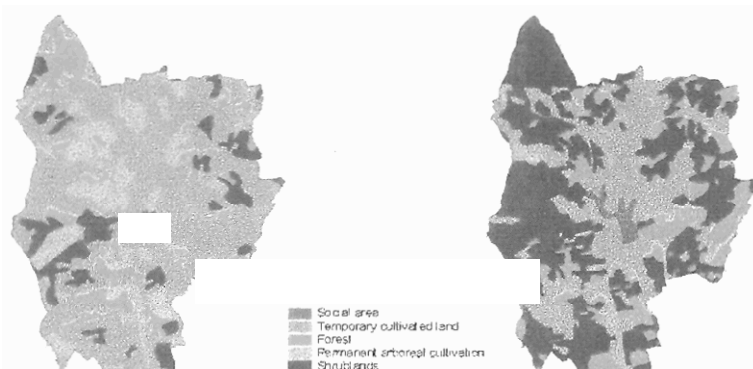 Social area
Temporary cultivated land
Forest
Permanent arboreal cultivation
Shrublands